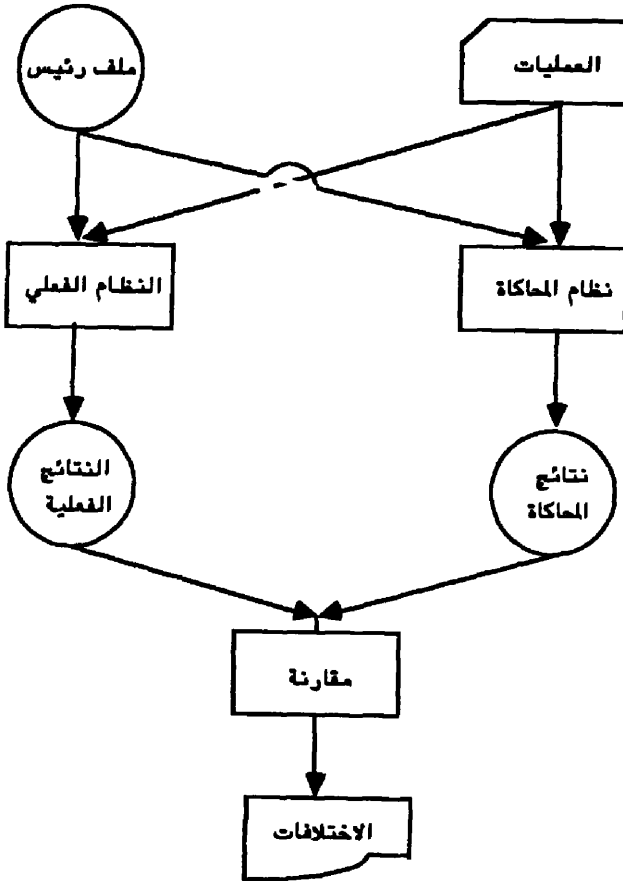 العمليات
ملف رئيس
نظام المحاكاة
النظام الفعلي
نتائج
المحاكاة
النتائج
الفعلية
مقارنة
الاختلافات